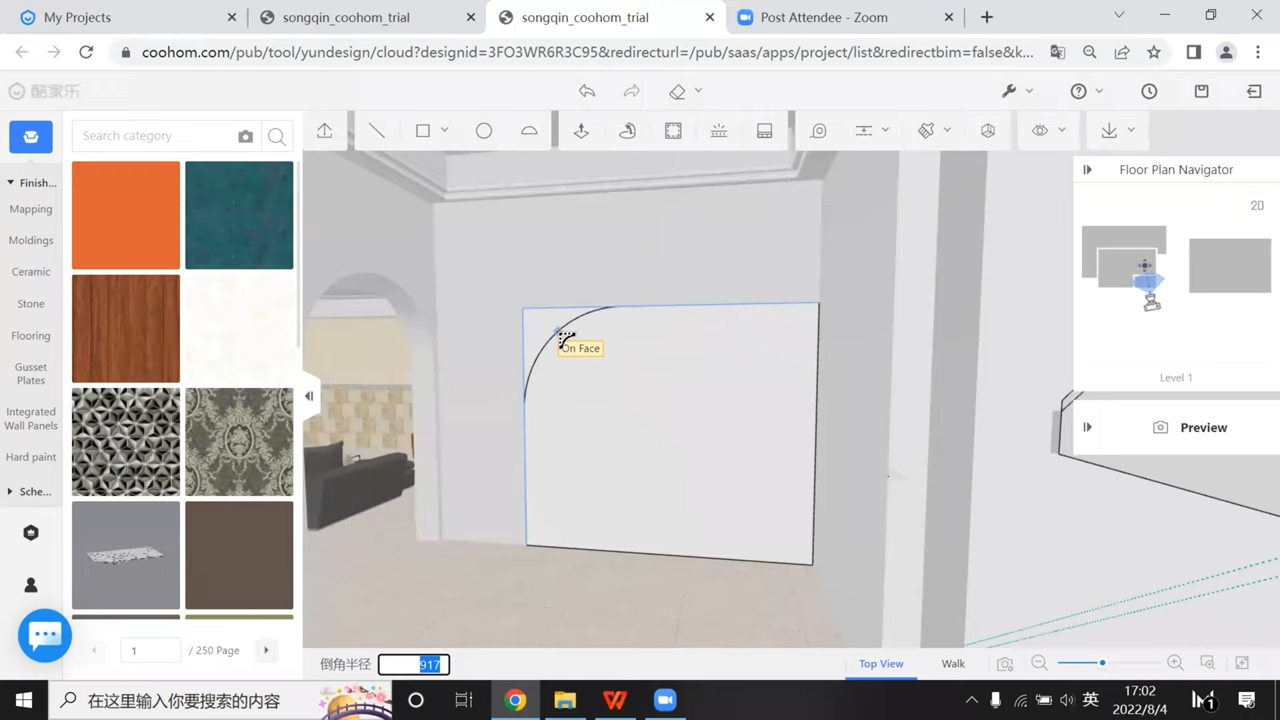 My Projects
songqin_coohom_trial
songqin_coohom_trial
Post Attendee - Zoom
coohom.com/pub/tool/yundesign/cloud?designid=3FO3WR6R3C95&redirecturl=/pub/saas/apps/project/list&redirectbim=false&k...
酷家乐
Search category
Finish...
Mapping
Moldings
Ceramic
Stone
Flooring
Gusset
Plates
Integrated
Wall Panels
Hard paint
Sche...
On Face
Floor Plan Navigator
2D
Level 1
Preview
1
/ 250 Page
倒角半径
917
Top View
Walk
在这里输入你要搜索的内容
英
17:02
2022/8/4
1